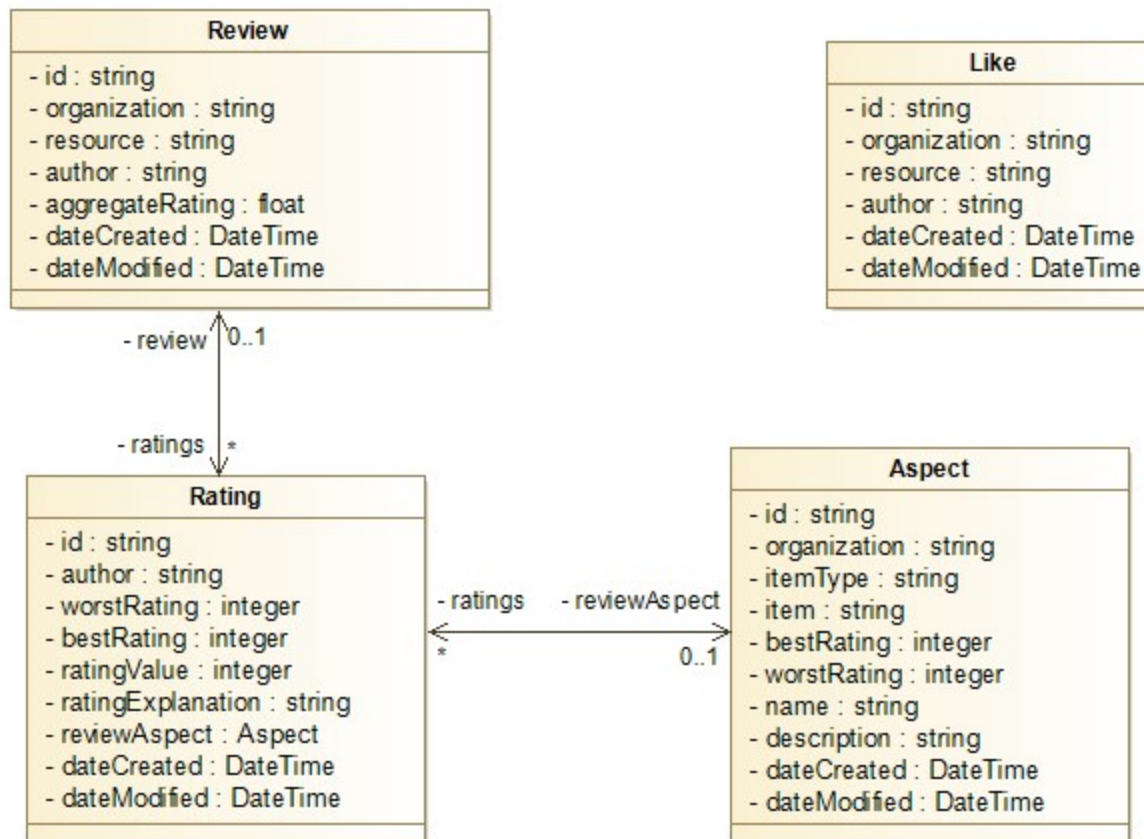 Review
- id : string
- organization : string
- resource : string
- author : string
- aggregateRating : float
- dateCreated : DateTime
- dateModified : DateTime
Like
- id : string
- organization : string
- resource : string
- author : string
- dateCreated : DateTime
- dateModified : DateTime
- review 0..1
- ratings *
Rating
- id : string
- author : string
- worstRating : integer
- bestRating : integer
- ratingValue : integer
- ratingExplanation : string
- reviewAspect : Aspect
- dateCreated : DateTime
- dateModified : DateTime
- ratings - reviewAspect
* 0..1
Aspect
- id : string
- organization : string
- itemType : string
- item : string
- bestRating : integer
- worstRating : integer
- name : string
- description : string
- dateCreated : DateTime
- dateModified : DateTime